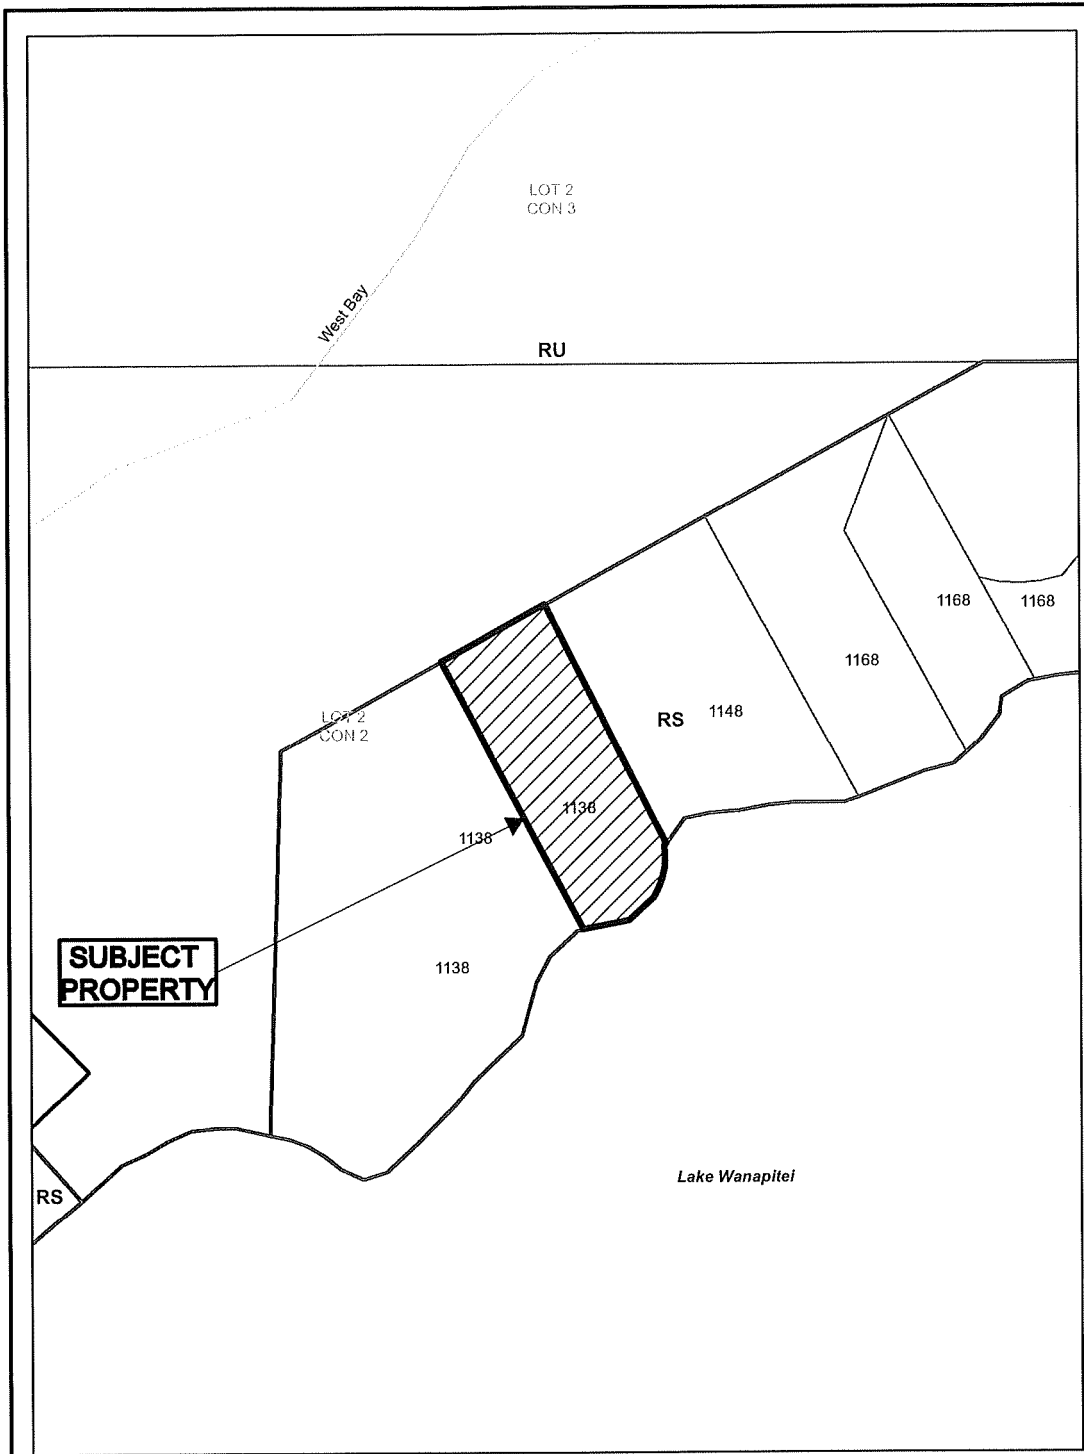 LOT 2
CON 3
West Bay
RU
1168
1168
1168
RS
1148
LOT 2
CON 2
1138
1138
SUBJECT
PROPERTY
1138
Lake Wanapitei
RS